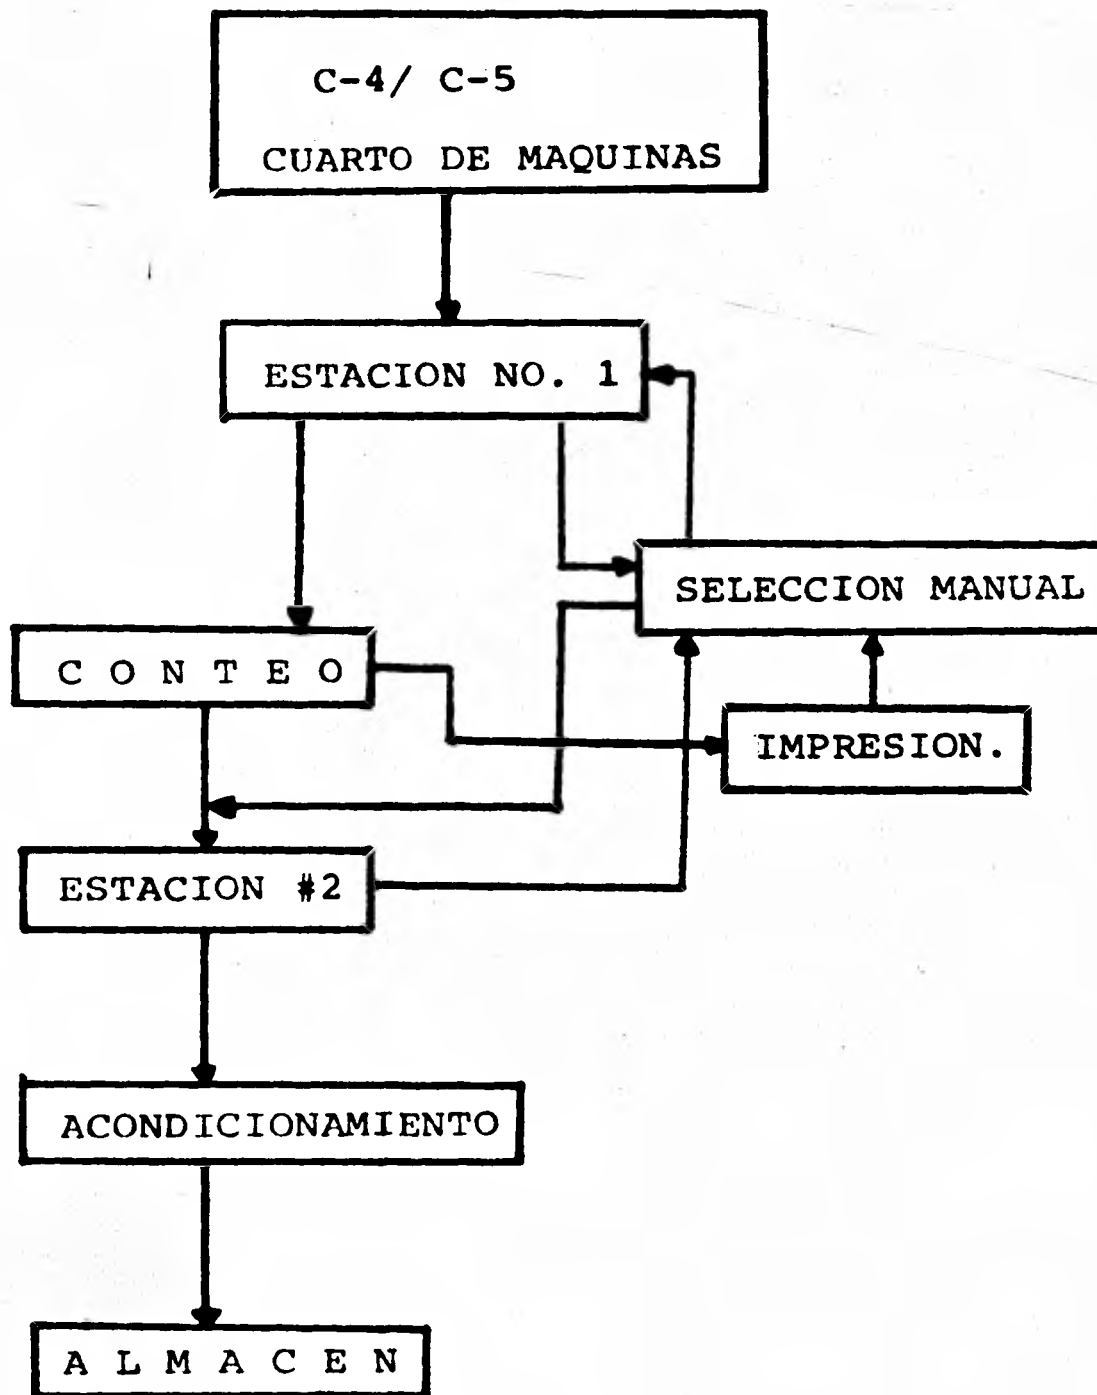 C-4/ C-5
CUARTO DE MAQUINAS
ESTACION NO. 1
SELECCION MANUAL
C O N T E O
IMPRESION.
ESTACION #2
ACONDICIONAMIENTO
A L M A C E N